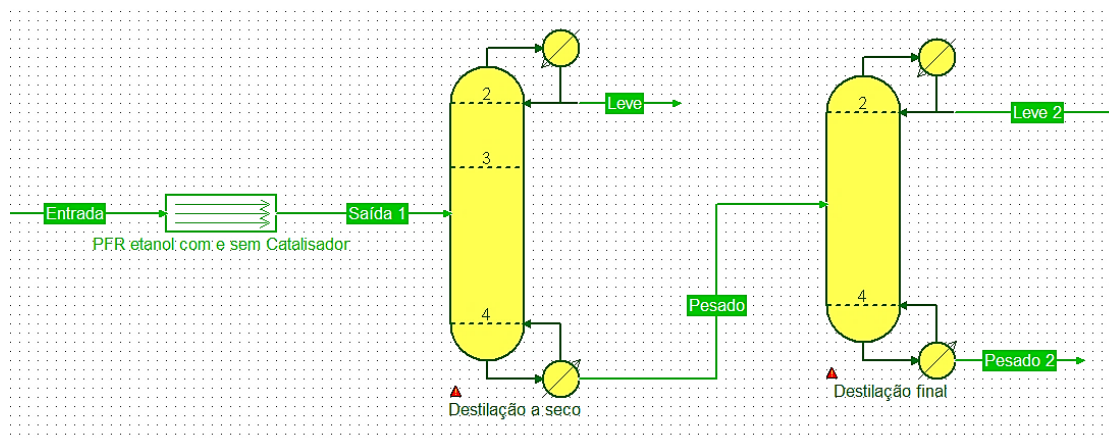 2
Leve
3
Entrada
Saída 1
PFR etanol com e sem Catalisador
4
Destilação a seco
Pesado
2
Leve 2
4
Pesado 2
Destilação final